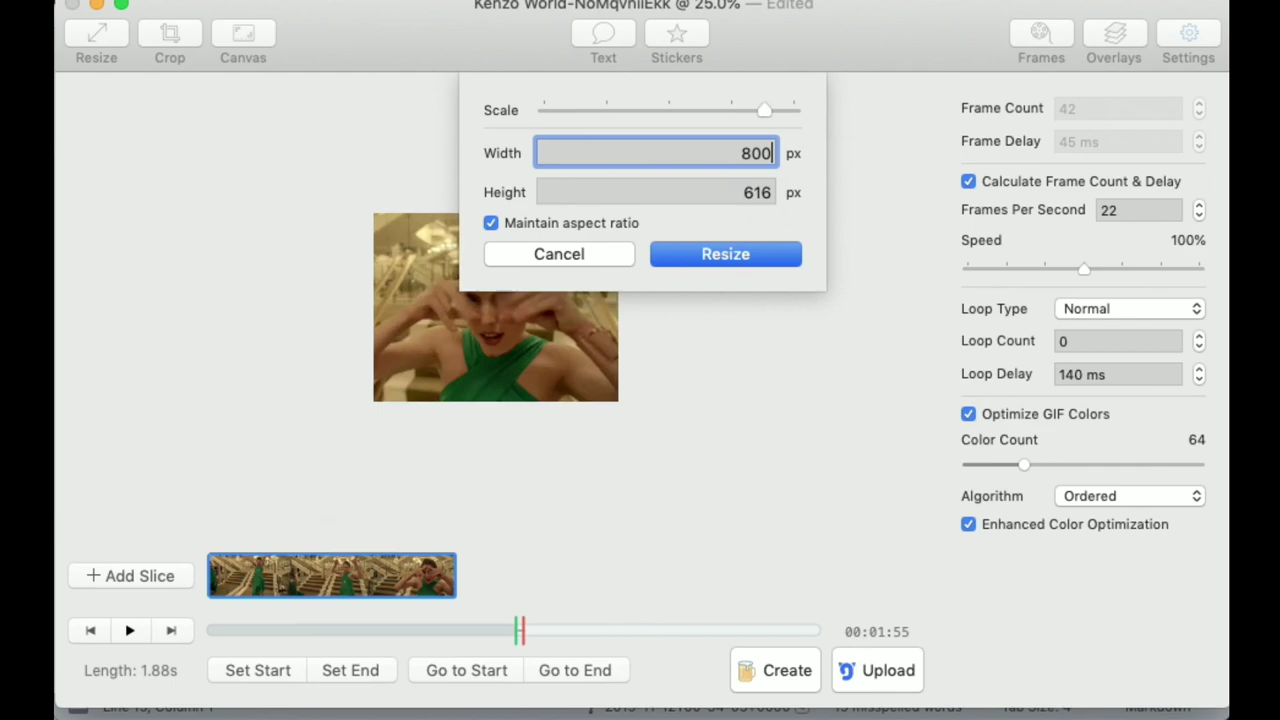 Kenzo World-NoMqvhiiEkk @ 25.0% — Edited
Resize Crop Canvas Text Stickers Frames Overlays Settings
Scale
Width 800 px
Height 616 px
Maintain aspect ratio
Cancel Resize
Frame Count 42
Frame Delay 45 ms
Calculate Frame Count & Delay
Frames Per Second 22
Speed 100%
Loop Type Normal
Loop Count 0
Loop Delay 140 ms
Optimize GIF Colors
Color Count 64
Algorithm Ordered
Enhanced Color Optimization
+ Add Slice
00:01:55
Length: 1.88s Set Start Set End Go to Start Go to End Create Upload